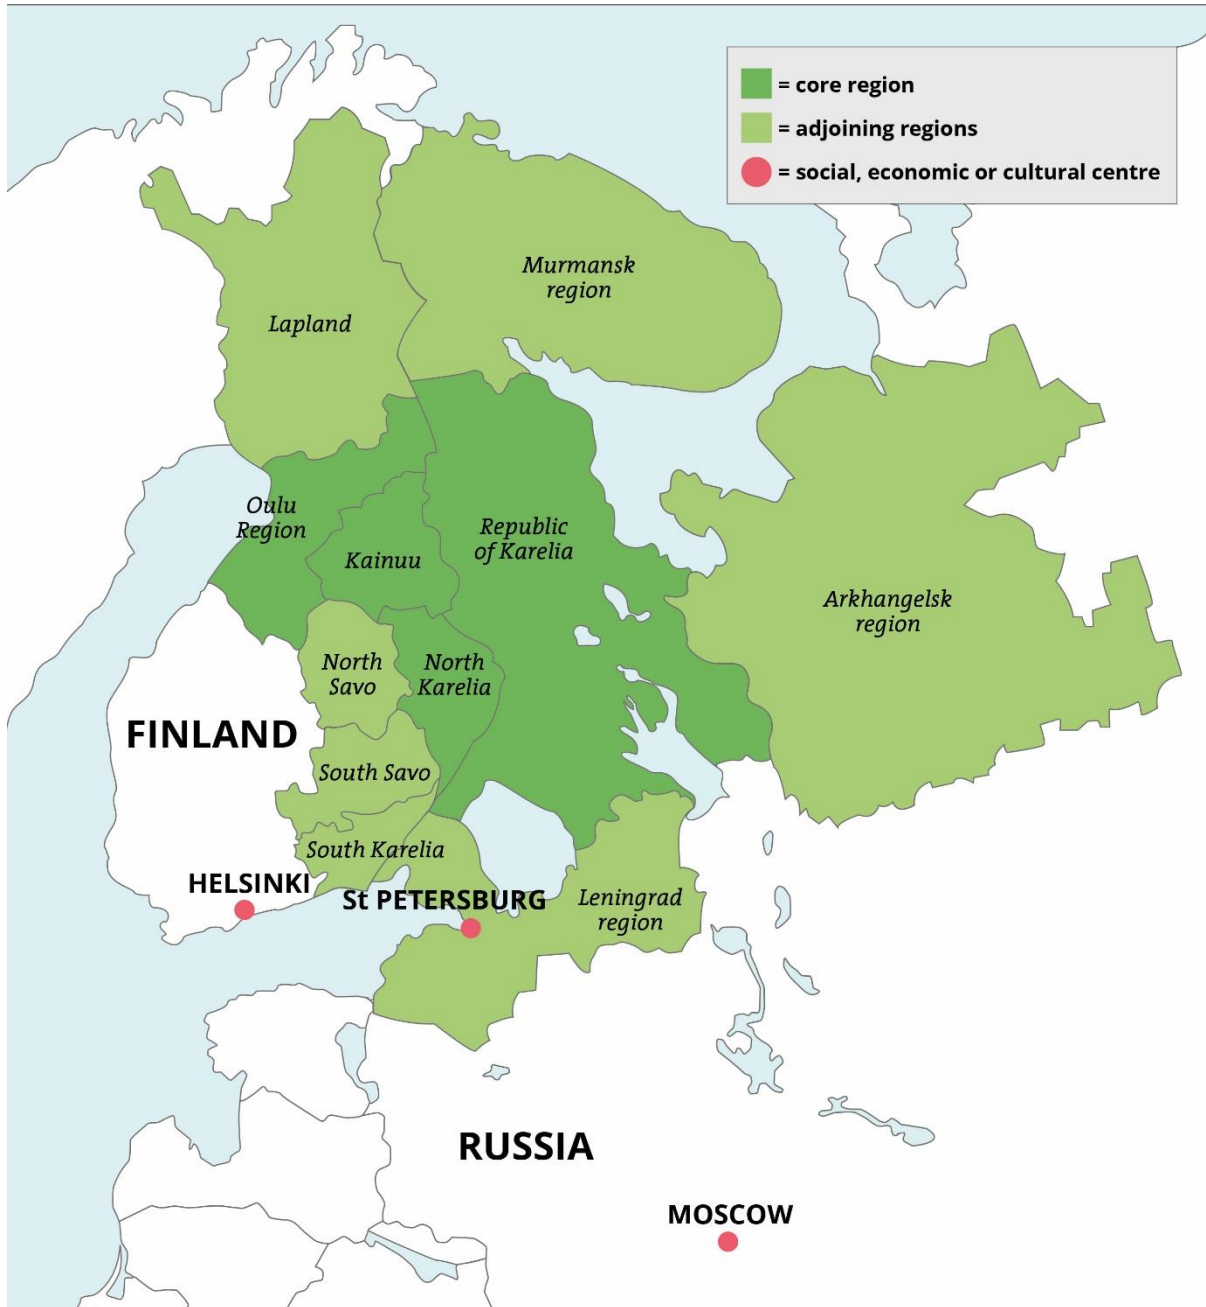 = core region
= adjoining regions
= social, economic or cultural centre
Murmansk
region
Lapland
Oulu
Region
Kainuu
Republic
of Karelia
Arkhangelsk
region
North
Savo
North
Karelia
FINLAND
South Savo
South Karelia
HELSINKI
St PETERSBURG
Leningrad
region
RUSSIA
MOSCOW